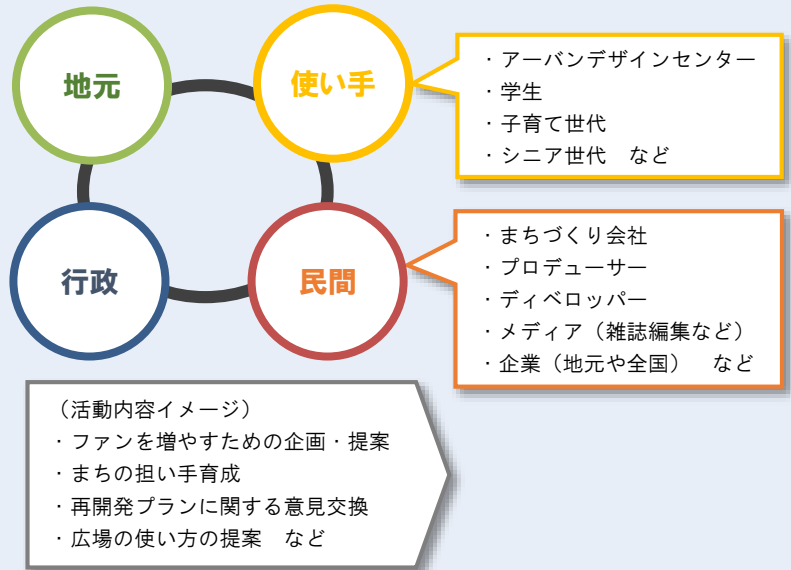 地元
使い手
・アーバンデザインセンター
・学生
・子育て世代
・シニア世代　など
行政
民間
・まちづくり会社
・プロデューサー
・ディベロッパー
・メディア（雑誌編集など）
・企業（地元や全国）　など
（活動内容イメージ）
・ファンを増やすための企画・提案
・まちの担い手育成
・再開発プランに関する意見交換
・広場の使い方の提案　など